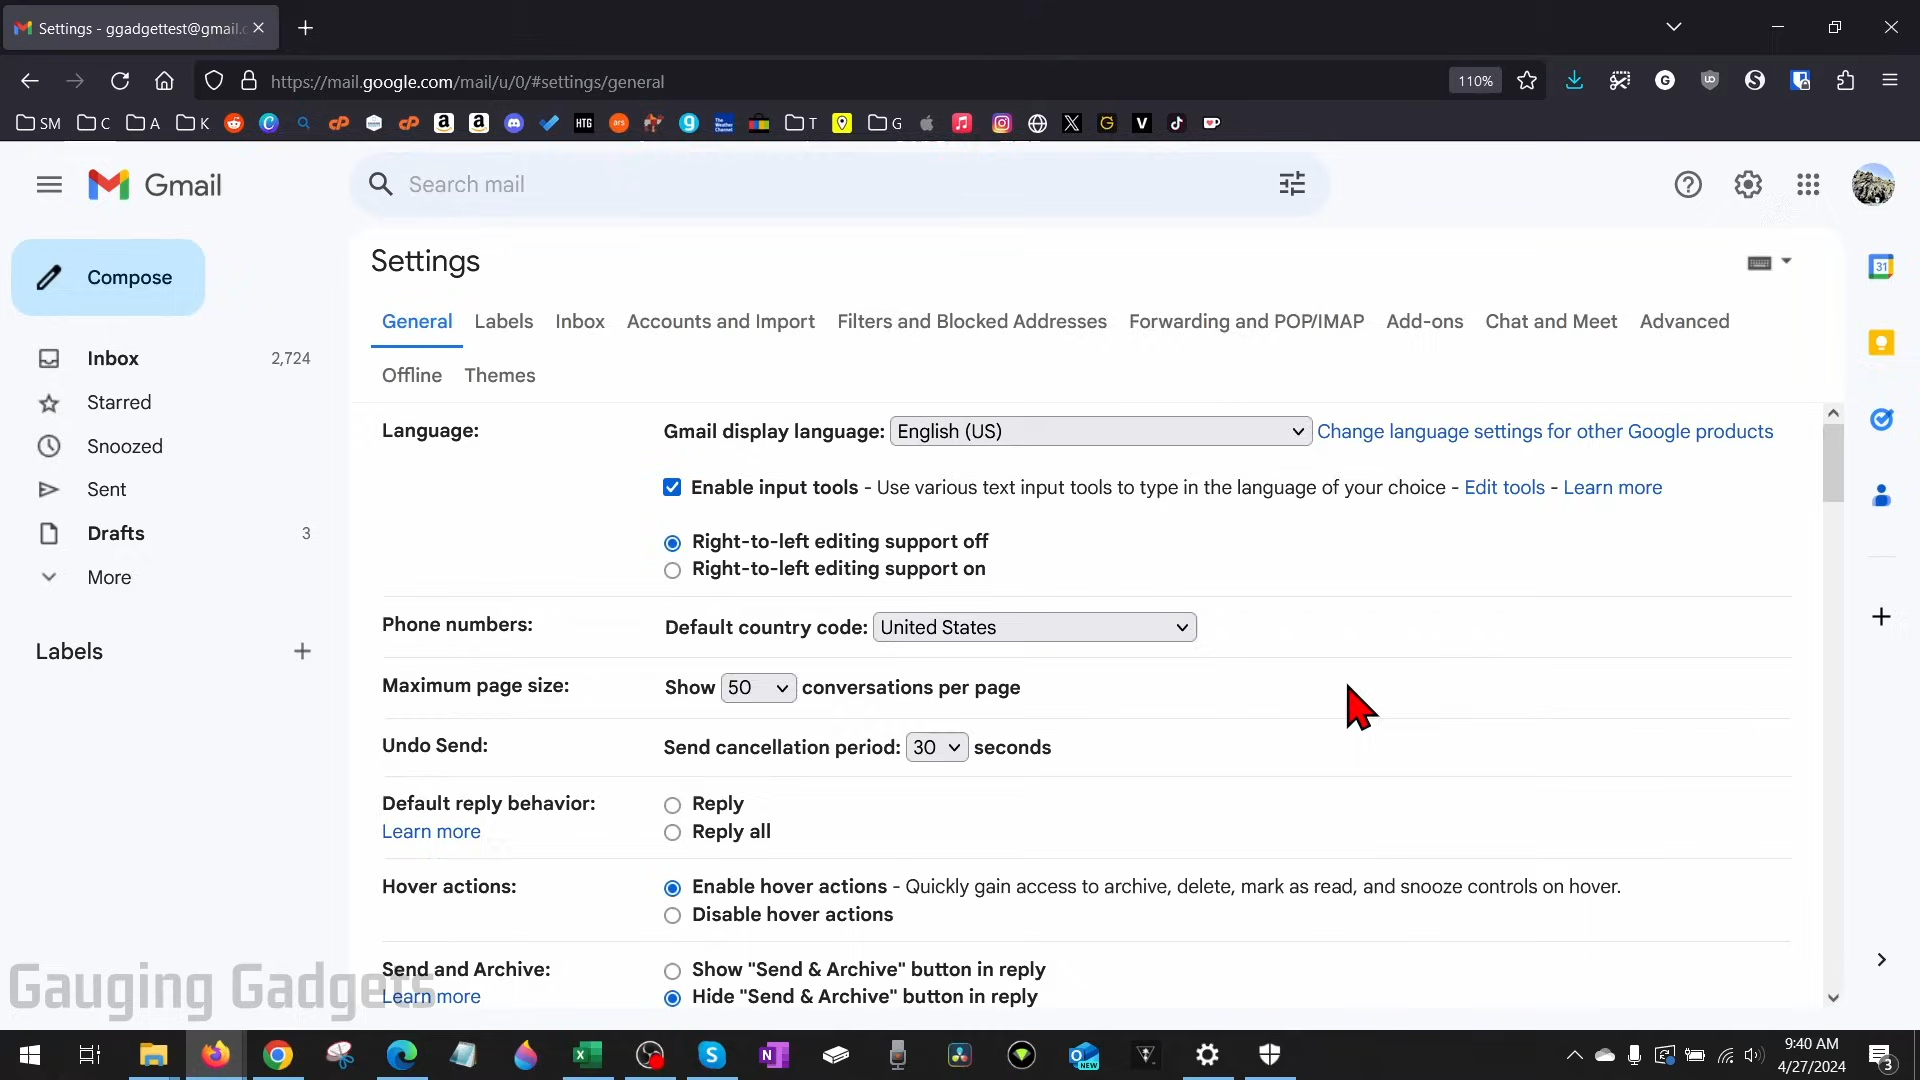 Settings - ggadgettest@gmail.c
https://mail.google.com/mail/u/0/#settings/general
110%
SM C A K HTG T G
Gmail
Search mail
Compose
Inbox 2,724
Starred
Snoozed
Sent
Drafts 3
More
Labels
Settings
General Labels Inbox Accounts and Import Filters and Blocked Addresses Forwarding and POP/IMAP Add-ons Chat and Meet Advanced
Offline Themes
Language: Gmail display language: English (US) Change language settings for other Google products
Enable input tools - Use various text input tools to type in the language of your choice - Edit tools - Learn more
Right-to-left editing support off
Right-to-left editing support on
Phone numbers: Default country code: United States
Maximum page size: Show 50 conversations per page
Undo Send: Send cancellation period: 30 seconds
Default reply behavior: Reply
Learn more Reply all
Hover actions: Enable hover actions - Quickly gain access to archive, delete, mark as read, and snooze controls on hover.
Disable hover actions
Send and Archive: Show "Send & Archive" button in reply
Learn more Hide "Send & Archive" button in reply
Gauging Gadgets
31
NEW
9:40 AM
4/27/2024
3